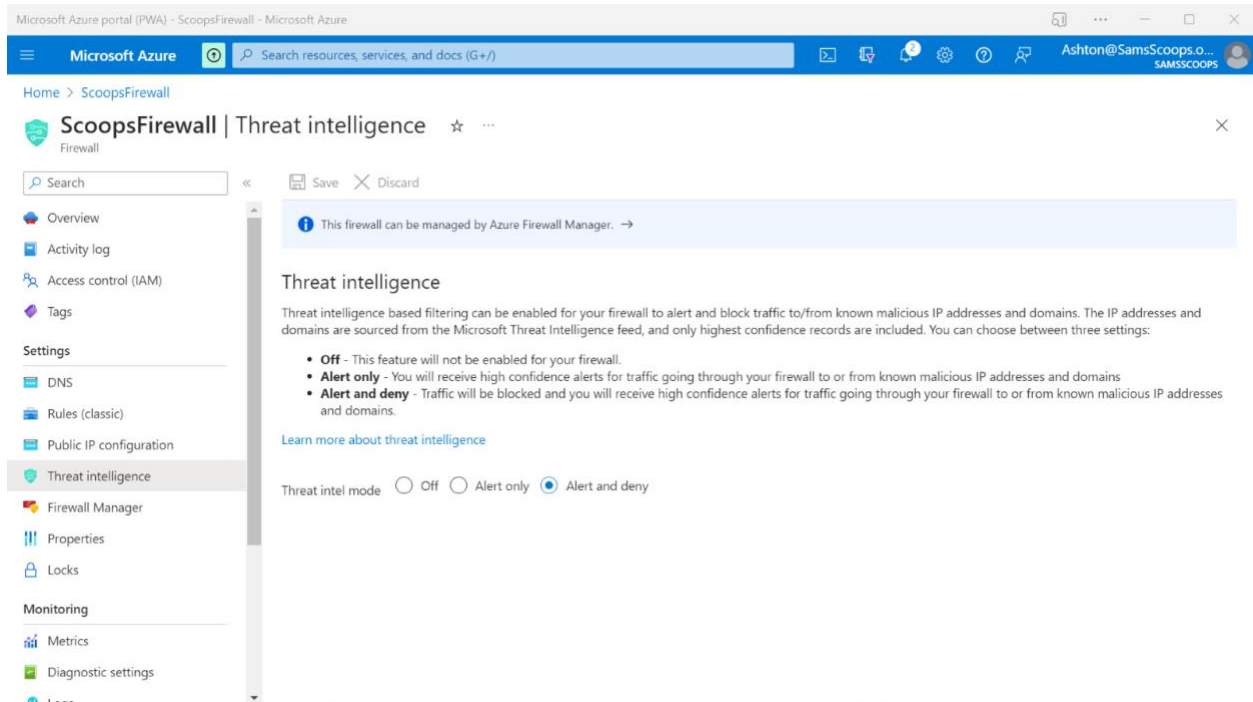 Microsoft Azure portal (PWA) - ScoopsFirewall - Microsoft Azure
Microsoft Azure
Search resources, services, and docs (G+/)
2
Ashton@SamsScoops.o...
SAMSSCOOPS
Home > ScoopsFirewall
ScoopsFirewall | Threat intelligence
Firewall
Search
Save
Discard
Overview
Activity log
Access control (IAM)
Tags
Settings
DNS
Rules (classic)
Public IP configuration
Threat intelligence
Firewall Manager
Properties
Locks
Monitoring
Metrics
Diagnostic settings
This firewall can be managed by Azure Firewall Manager. →
Threat intelligence
Threat intelligence based filtering can be enabled for your firewall to alert and block traffic to/from known malicious IP addresses and domains. The IP addresses and
domains are sourced from the Microsoft Threat Intelligence feed, and only highest confidence records are included. You can choose between three settings:
• Off - This feature will not be enabled for your firewall.
• Alert only - You will receive high confidence alerts for traffic going through your firewall to or from known malicious IP addresses and domains
• Alert and deny - Traffic will be blocked and you will receive high confidence alerts for traffic going through your firewall to or from known malicious IP addresses
and domains.
Learn more about threat intelligence
Threat intel mode Off Alert only Alert and deny